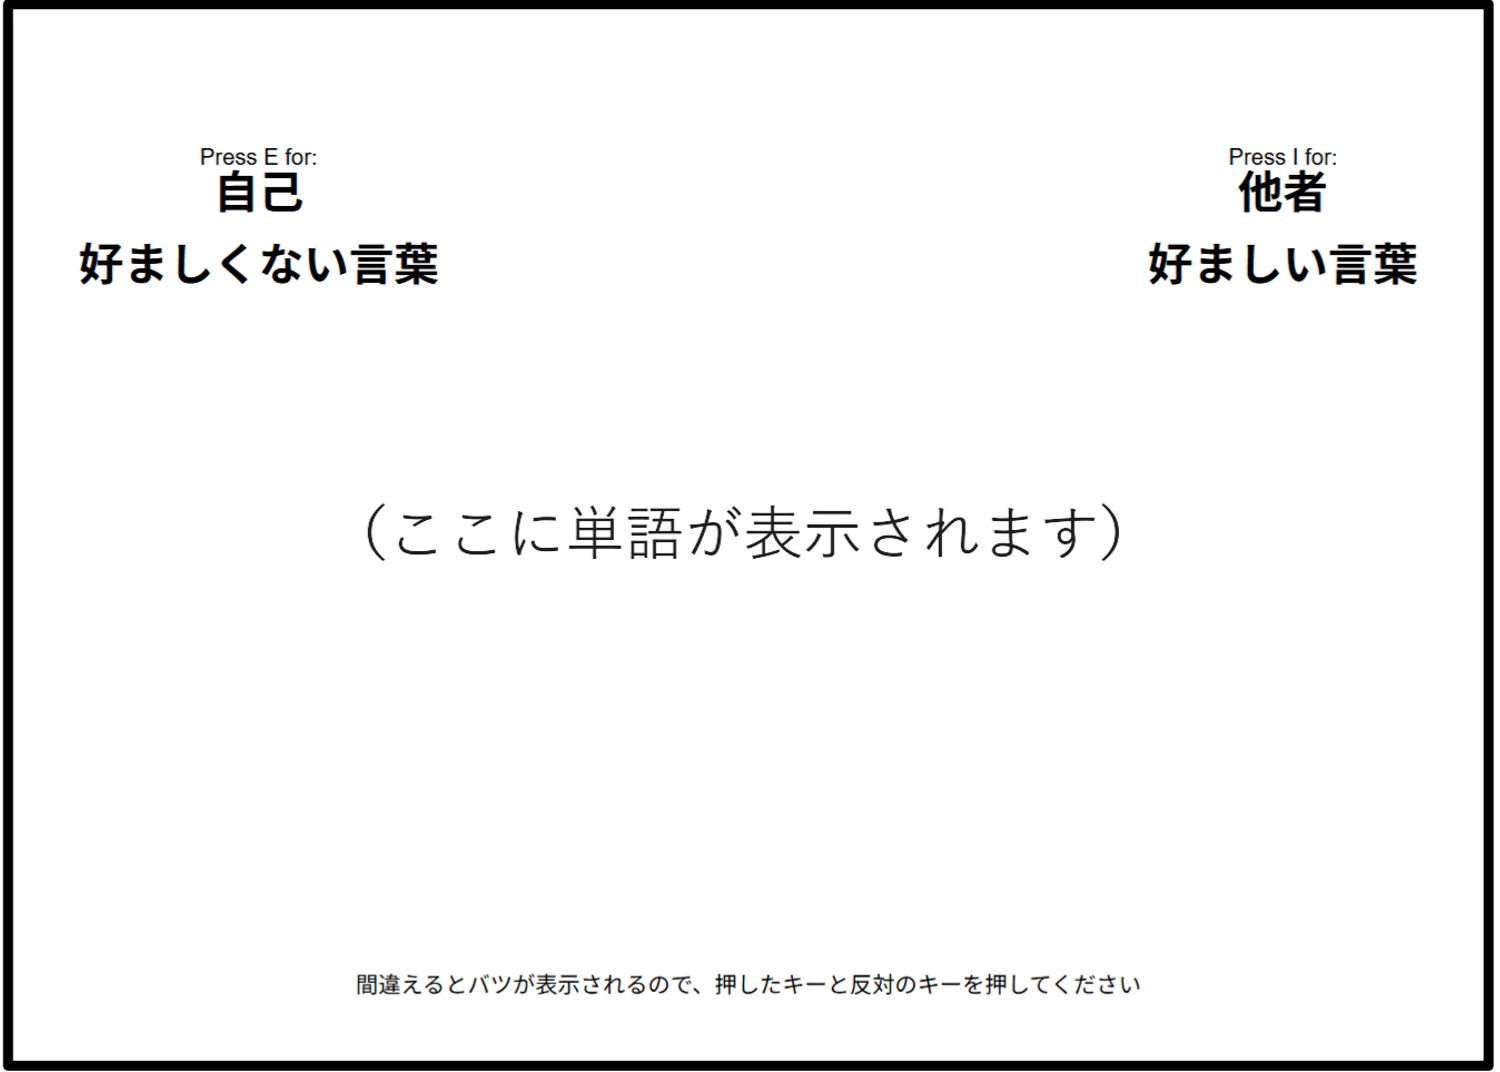 Press E for:
自己
好ましくない言葉
Press I for:
他者
好ましい言葉
（ここに単語が表示されます）
間違えるとバツが表示されるので、押したキーと反対のキーを押してください